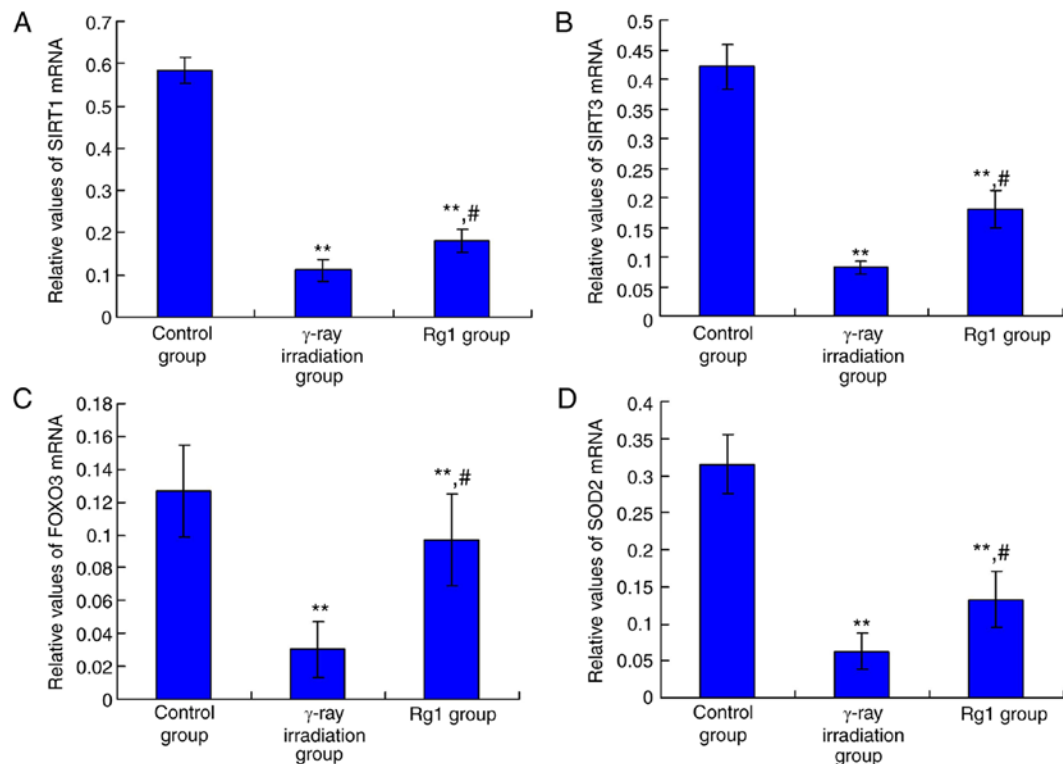 A
Relative values of SIRT1 mRNA
0.7
0.6
0.5
0.4
0.3
0.2
0.1
0
**
**,#
Control
group
γ-ray
irradiation
group
Rg1 group
B
Relative values of SIRT3 mRNA
0.5
0.45
0.4
0.35
0.3
0.25
0.2
0.15
0.1
0.05
0
**
**,#
Control
group
γ-ray
irradiation
group
Rg1 group
C
Relative values of FOXO3 mRNA
0.18
0.16
0.14
0.12
0.1
0.08
0.06
0.04
0.02
0
**
**,#
Control
group
γ-ray
irradiation
group
Rg1 group
D
Relative values of SOD2 mRNA
0.4
0.35
0.3
0.25
0.2
0.15
0.1
0.05
0
**
**,#
Control
group
γ-ray
irradiation
group
Rg1 group